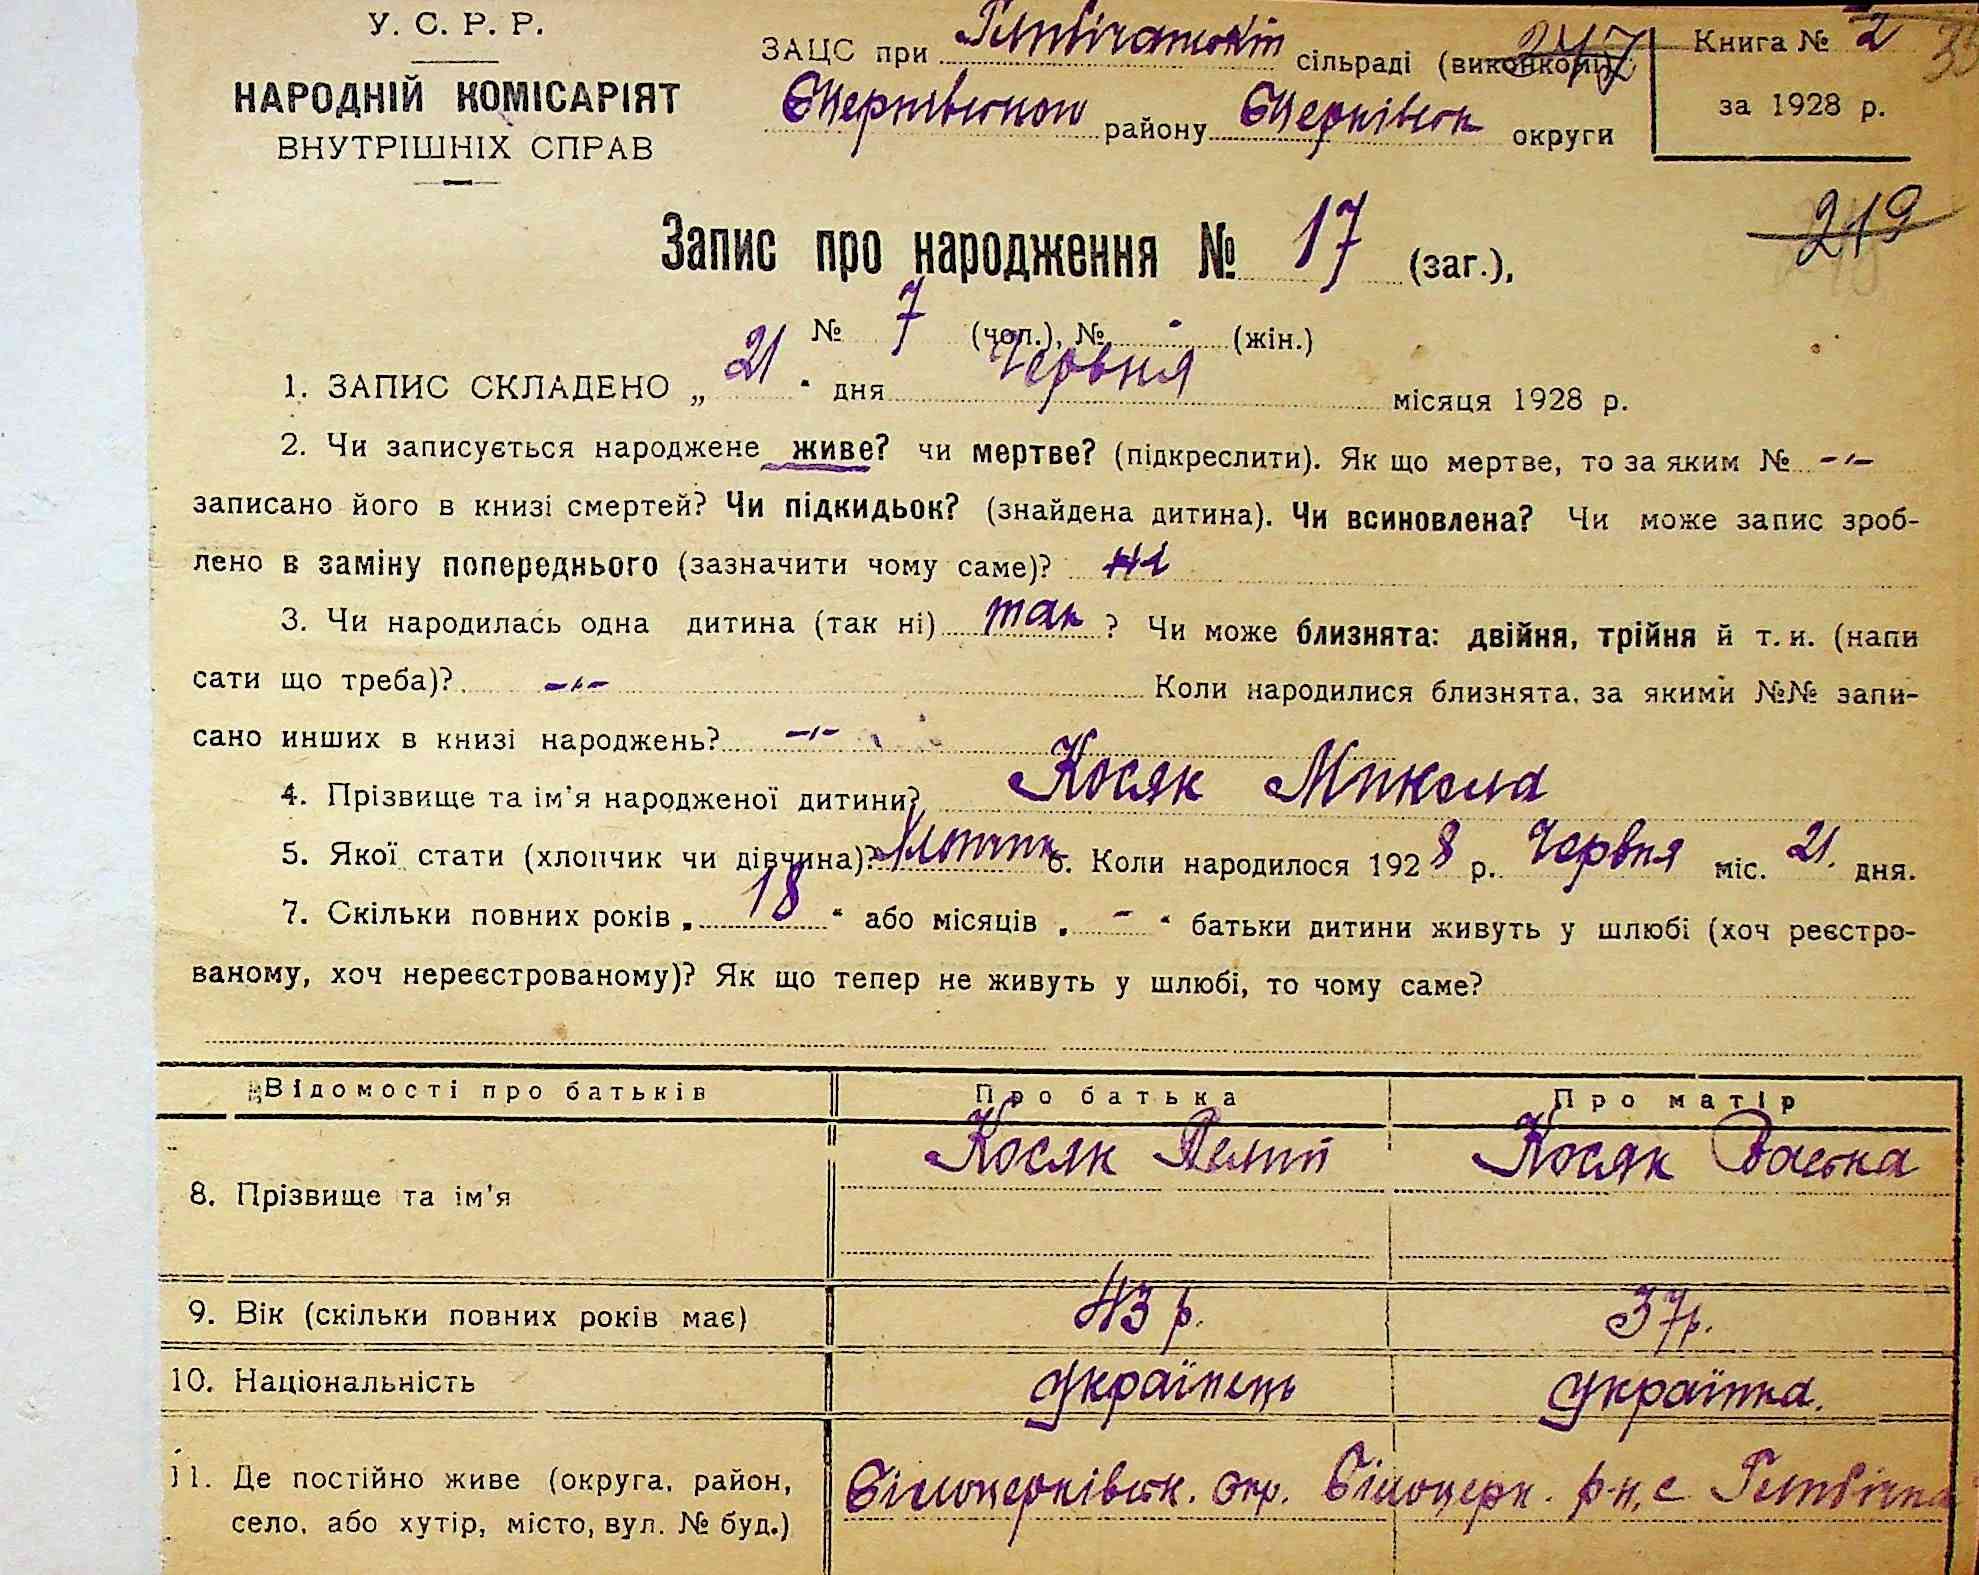 У. С. Р. Р.
НАРОДНІЙ КОМІСАРІЯТ
ВНУТРІШНІХ СПРАВ
ЗАЦС при сільраді (виконкомі)
району округи
247
Книга № 2
за 1928 р.
219
Запис про народження № 17 (заг.),
№ 7 (чол.), № - (жін.)
1. ЗАПИС СКЛАДЕНО „ 21 “ дня Червня місяця 1928 р.
2. Чи записується народжене живе? чи мертве? (підкреслити). Як що мертве, то за яким № -"-
записано його в книзі смертей? Чи підкидьок? (знайдена дитина). Чи всиновлена? Чи може запис зроб-
лено в заміну попереднього (зазначити чому саме)? Ні
3. Чи народилась одна дитина (так ні) так ? Чи може близнята: двійня, трійня й т. и. (напи
сати що треба)? -"- Коли народилися близнята, за якими №№ запи-
сано инших в книзі народжень? -"-
4. Прізвище та ім'я народженої дитини? Косяк Микола
5. Якої стати (хлопчик чи дівчина)? 6. Коли народилося 1928 р. Червня міс. 21. дня.
7. Скільки повних років „ 18 “ або місяців „ - “ батьки дитини живуть у шлюбі (хоч реєстро-
ваному, хоч нереєстрованому)? Як що тепер не живуть у шлюбі, то чому саме?
Відомості про батьків Про батька Про матір
8. Прізвище та ім'я Косяк Косяк
9. Вік (скільки повних років має) 43 р. 37 р.
10. Національність Українець Українка.
11. Де постійно живе (округа, район,
село, або хутір, місто, вул. № буд.)
Білоцерківськ. окр. Білоцерк. р-н, с